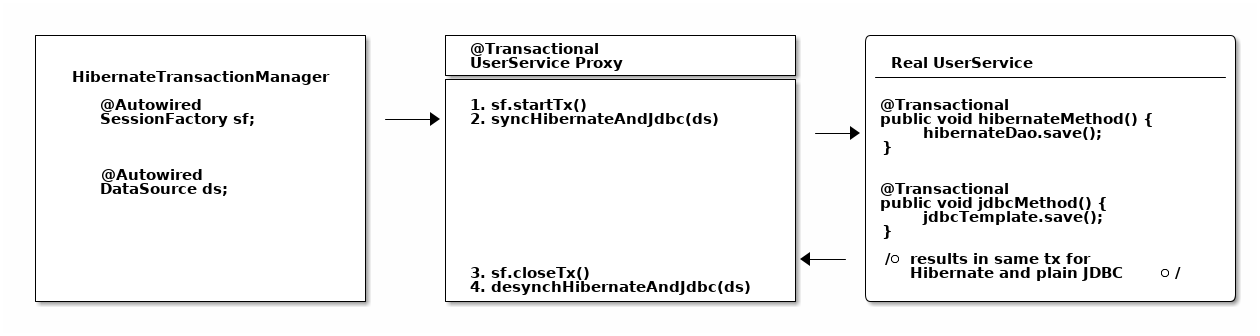 HibernateTransactionManager
@Autowired
SessionFactory sf;
@Autowired
DataSource ds;
@Transactional
UserService Proxy
1. sf.startTx()
2. syncHibernateAndJdbc(ds)
3. sf.closeTx()
4. desynchHibernateAndJdbc(ds)
Real UserService
@Transactional
public void hibernateMethod() {
hibernateDao.save();
}
@Transactional
public void jdbcMethod() {
jdbcTemplate.save();
}
/○ results in same tx for
Hibernate and plain JDBC ○ /